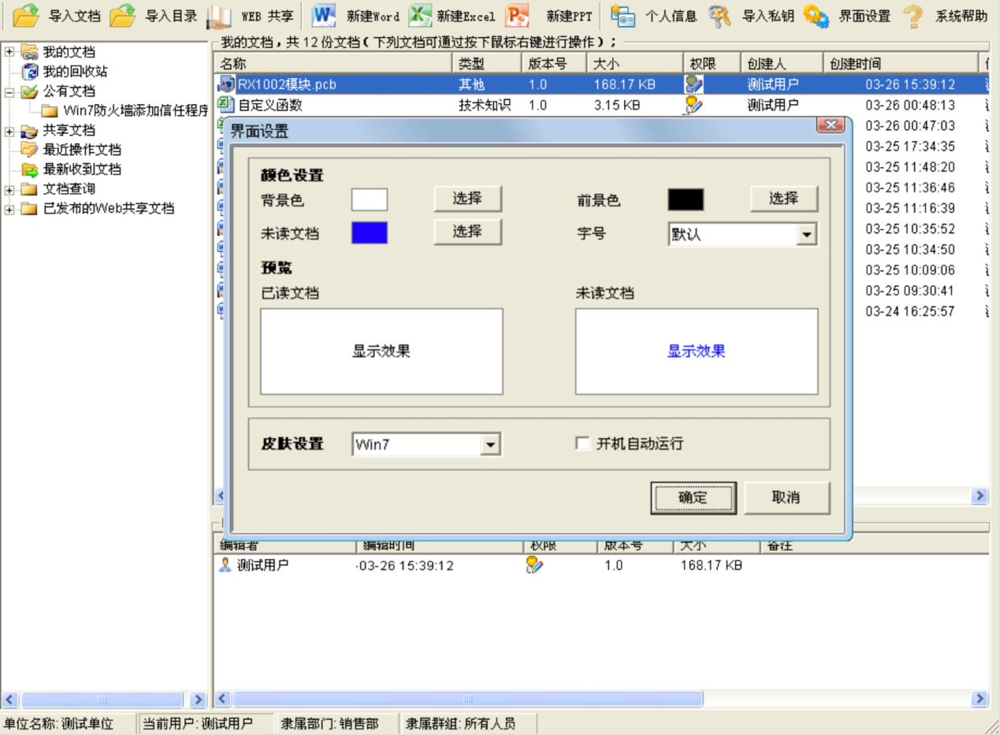 导入文档 导入目录 WEB 共享 新建Word 新建Excel 新建PPT 个人信息 导入私钥 界面设置 系统帮助
我的文档
我的回收站
公有文档
Win7防火墙添加信任程序
共享文档
最近操作文档
最新收到文档
文档查询
已发布的Web共享文档
我的文档，共 12 份文档(下列文档可通过按下鼠标右键进行操作)；
名称 类型 版本号 大小 权限 创建人 创建时间
RX1002模块.pcb 其他 1.0 168.17 KB 测试用户 03-26 15:39:12
自定义函数 技术知识 1.0 3.15 KB 测试用户 03-26 00:48:13
03-26 00:47:03
03-25 17:34:35
03-25 11:48:20
03-25 11:36:46
03-25 11:16:39
03-25 10:35:52
03-25 10:34:50
03-25 10:09:06
03-25 09:30:41
03-24 16:25:57
界面设置
颜色设置
背景色 选择 前景色 选择
未读文档 选择 字号 默认
预览
已读文档 未读文档
显示效果 显示效果
皮肤设置 Win7 开机自动运行
确定 取消
编辑者 编辑时间 权限 版本号 大小 备注
测试用户 -03-26 15:39:12 1.0 168.17 KB
单位名称: 测试单位 当前用户: 测试用户 隶属部门: 销售部 隶属群组: 所有人员